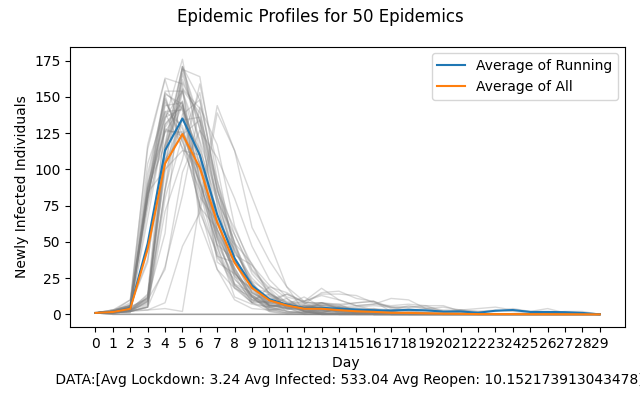 Epidemic Profiles for 50 Epidemics
Average of Running
Average of All
175
150
125
100
75
50
25
0
Newly Infected Individuals
0 1 2 3 4 5 6 7 8 9 10 11 12 13 14 15 16 17 18 19 20 21 22 23 24 25 26 27 28 29
Day
DATA:[Avg Lockdown: 3.24 Avg Infected: 533.04 Avg Reopen: 10.152173913043478]